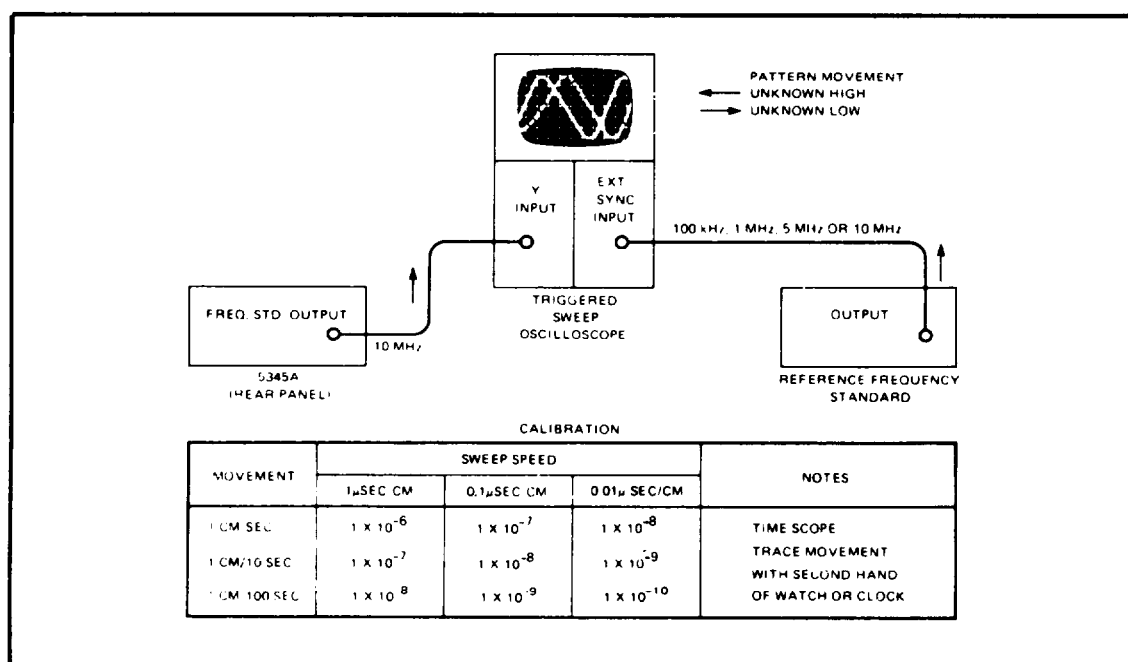 PATTERN MOVEMENT
UNKNOWN HIGH
UNKNOWN LOW
Y
INPUT
EXT
SYNC
INPUT
100 kHz, 1 MHz, 5 MHz OR 10 MHz
TRIGGERED
SWEEP
OSCILLOSCOPE
FREQ. STD. OUTPUT
10 MHz
5345A
(REAR PANEL)
OUTPUT
REFERENCE FREQUENCY
STANDARD
CALIBRATION
MOVEMENT
SWEEP SPEED
NOTES
1µSEC CM
0.1µSEC CM
0.01µ SEC/CM
1 CM SEC
1 X 10⁻⁶
1 X 10⁻⁷
1 X 10⁻⁸
TIME SCOPE
1 CM/10 SEC
1 X 10⁻⁷
1 X 10⁻⁸
1 X 10⁻⁹
TRACE MOVEMENT
WITH SECOND HAND
1 CM 100 SEC
1 X 10⁻⁸
1 X 10⁻⁹
1 X 10⁻¹⁰
OF WATCH OR CLOCK